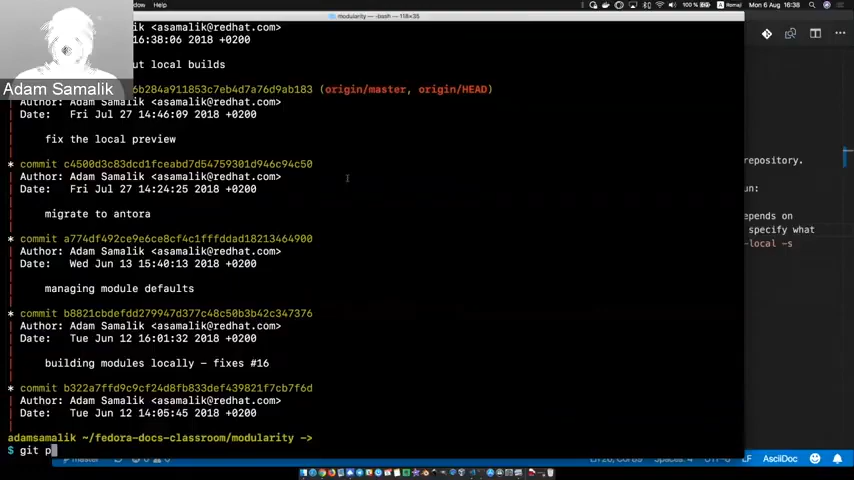 Window Help
100 %
Mon 6 Aug 16:38
modularity — -bash — 118×35
lik <asamalik@redhat.com>
16:38:06 2018 +0200
ut local builds
Adam Samalik
6b284a911853c7eb4d7a76d9ab183 (origin/master, origin/HEAD)
Author: Adam Samalik <asamalik@redhat.com>
Date: Fri Jul 27 14:46:09 2018 +0200
fix the local preview
* commit c4500d3c83dcd1fceabd7d54759301d946c94c50
Author: Adam Samalik <asamalik@redhat.com>
Date: Fri Jul 27 14:24:25 2018 +0200
migrate to antora
* commit a774df492ce9e6ce8cf4c1fffddad18213464900
Author: Adam Samalik <asamalik@redhat.com>
Date: Wed Jun 13 15:40:13 2018 +0200
managing module defaults
* commit b8821cbdefdd279947d377c48c50b3b42c347376
Author: Adam Samalik <asamalik@redhat.com>
Date: Tue Jun 12 16:01:32 2018 +0200
building modules locally – fixes #16
* commit b322a7ffd9c9cf24d8fb833def439821f7cb7f6d
Author: Adam Samalik <asamalik@redhat.com>
Date: Tue Jun 12 14:05:45 2018 +0200
adamsamalik ~/fedora-docs-classroom/modularity ->
$ git p
repository.
un:
epends on
specify what
-local -s
master
AsciiDoc